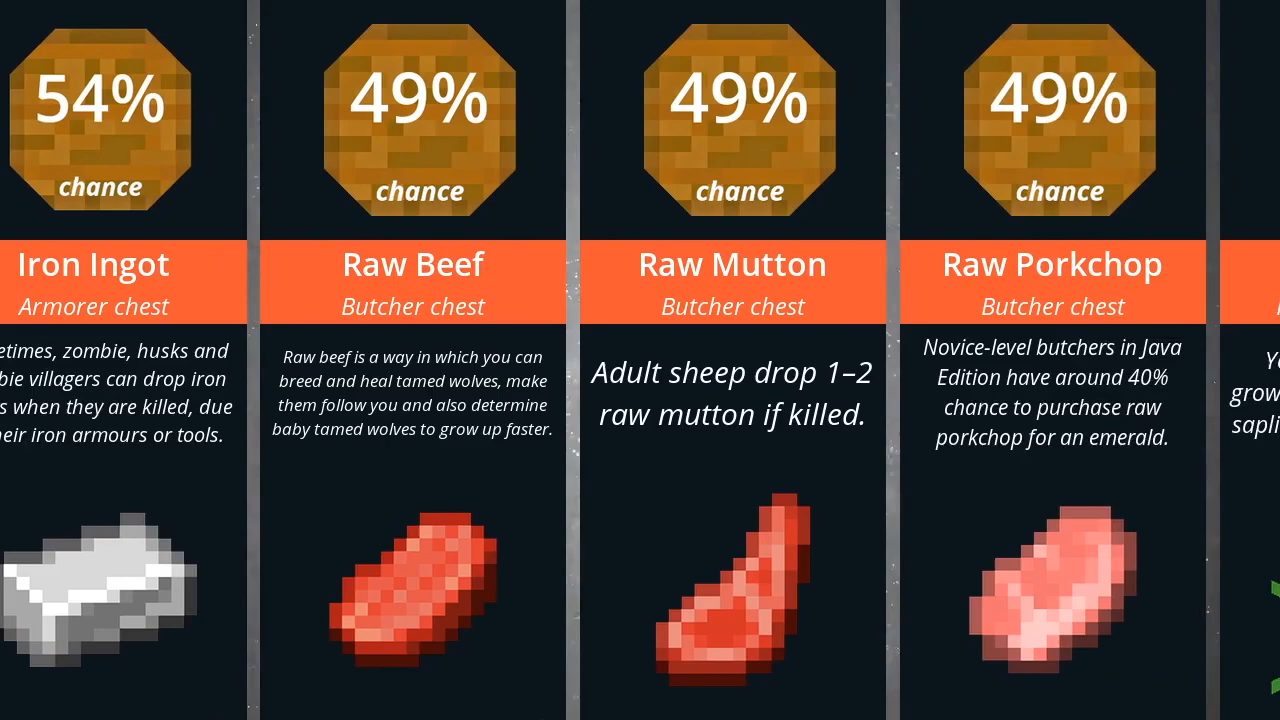 54%
chance
Iron Ingot
Armorer chest
zombie, husks and
villagers can drop iron
when they are killed, due
iron armours or tools.
49%
chance
Raw Beef
Butcher chest
Raw beef is a way in which you can
breed and heal tamed wolves, make
them follow you and also determine
baby tamed wolves to grow up faster.
49%
chance
Raw Mutton
Butcher chest
Adult sheep drop 1–2
raw mutton if killed.
49%
chance
Raw Porkchop
Butcher chest
Novice-level butchers in Java
Edition have around 40%
chance to purchase raw
porkchop for an emerald.